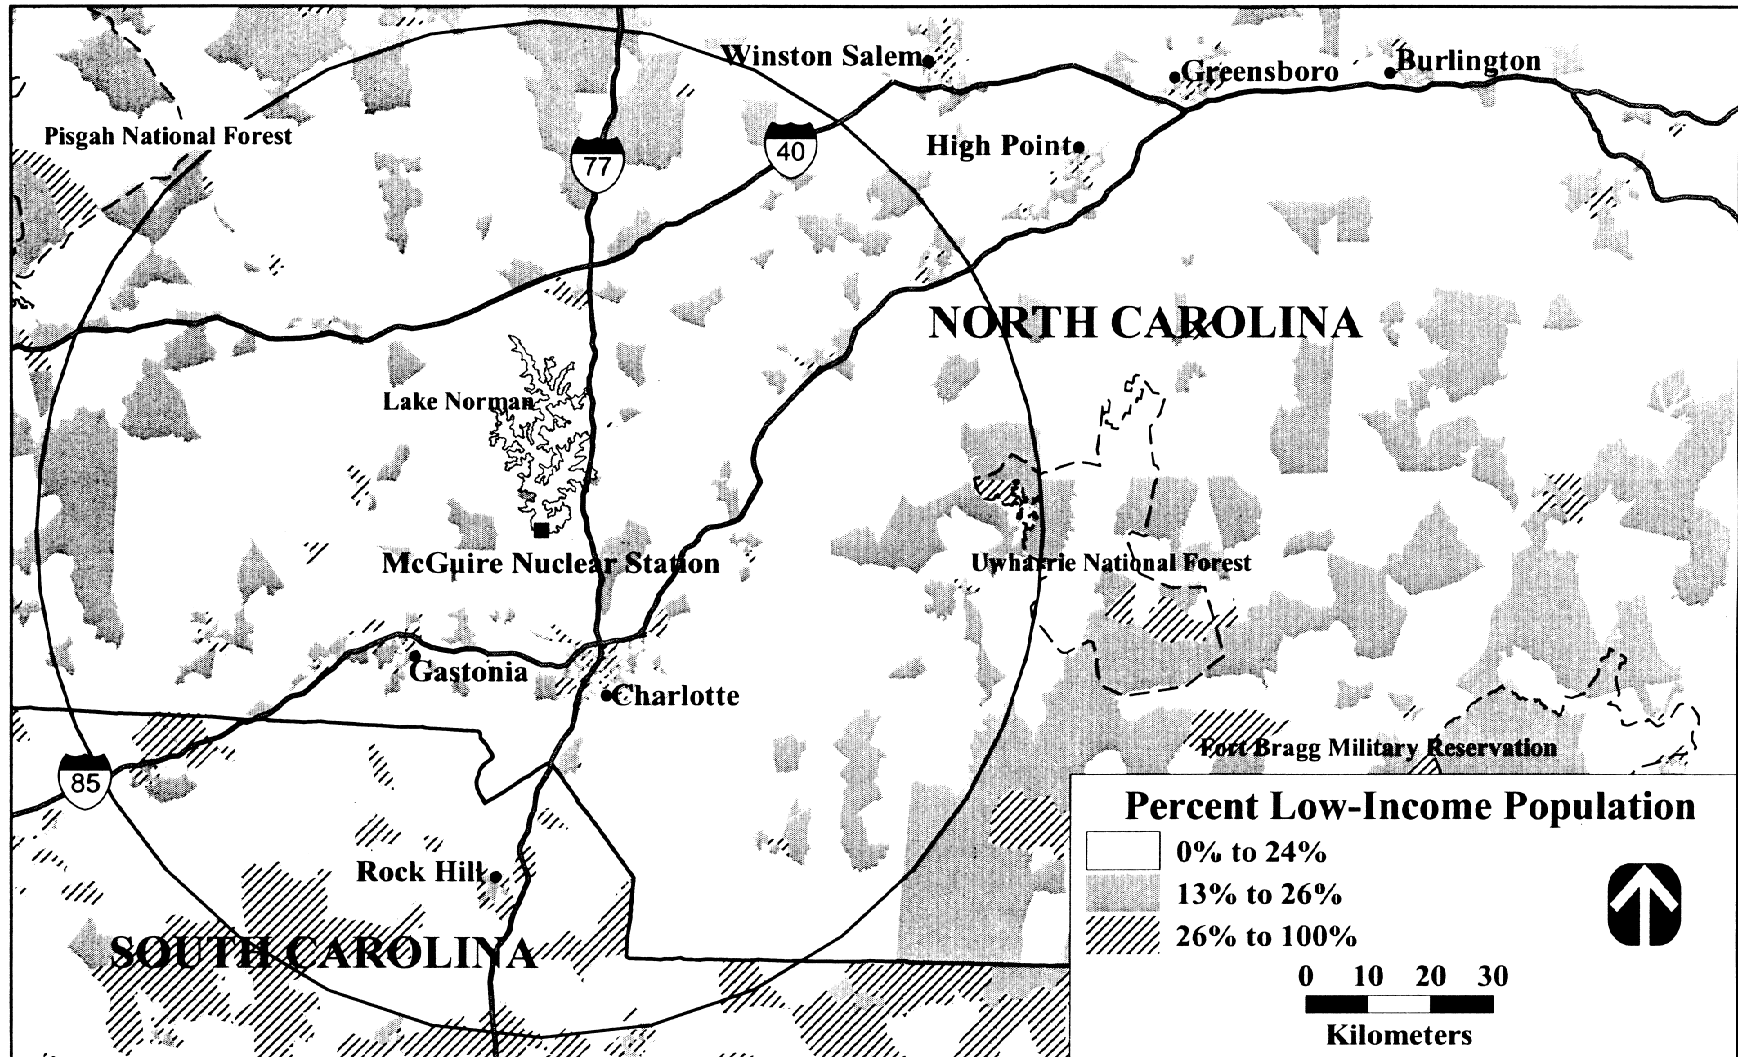 Winston Salem
Greensboro
Burlington
Pisgah National Forest
77
40
High Point
NORTH CAROLINA
Lake Norman
McGuire Nuclear Station
Uwharrie National Forest
Gastonia
Charlotte
Fort Bragg Military Reservation
85
Rock Hill
SOUTH CAROLINA
Percent Low-Income Population
0% to 24%
13% to 26%
26% to 100%
0 10 20 30
Kilometers